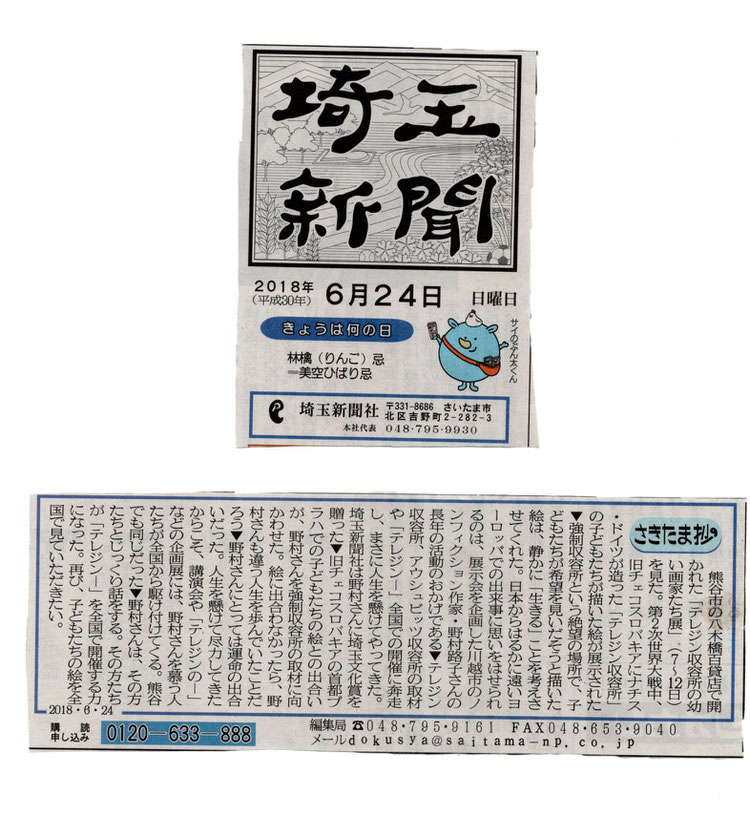 埼玉
新聞
2018年
(平成30年)
6月24日
日曜日
きょうは何の日
林檎(りんご)忌
=美空ひばり忌
サイのぶん太くん
埼玉新聞社
〒331-8686 さいたま市
北区吉野町2-282-3
本社代表 048・795・9930
さきたま抄
熊谷市の八木橋百貨店で開
かれた「テレジン収容所の幼
い画家たち展」(7〜12日)
を見た。第2次世界大戦中、
旧チェコスロバキアにナチス
・ドイツが造った「テレジン収容所」
の子どもたちが描いた絵が展示された
▼強制収容所という絶望の場所で、子
どもたちが希望を見いだそうと描いた
絵は、静かに「生きる」ことを考えさ
せてくれた。日本からはるかに遠いヨ
ーロッパでの出来事に思いをはせられ
るのは、展示会を企画した川越市のノ
ンフィクション作家・野村路子さんの
長年の活動のおかげである▼テレジン
収容所、アウシュビッツ収容所の取材
や「テレジン―」全国での開催に奔走
し、まさに人生を懸けてやってきた。
埼玉新聞社は野村さんに埼玉文化賞を
贈った▼旧チェコスロバキアの首都プ
ラハでの子どもたちの絵との出合い
が、野村さんを強制収容所の取材に向
かわせた。絵に出合わなかったら、野
村さんも違う人生を歩んでいたことだ
ろう▼野村さんにとっては運命の出合
いだった。人生を懸けて尽力してきた
からこそ、講演会や「テレジンの―」
などの企画展には、野村さんを慕う人
たちが全国から駆け付けてくる。熊谷
でも同じだった▼野村さんは、その方
たちとじっくり話をする。その方たち
が「テレジン―」を全国で開催する力
になった。再び、子どもたちの絵を全
国で見ていただきたい。
2018・6・24
購読
申し込み
0120-633-888
編集局 ☎048・795・9161 FAX048・653・9040
メールdokusya@saitama-np.co.jp